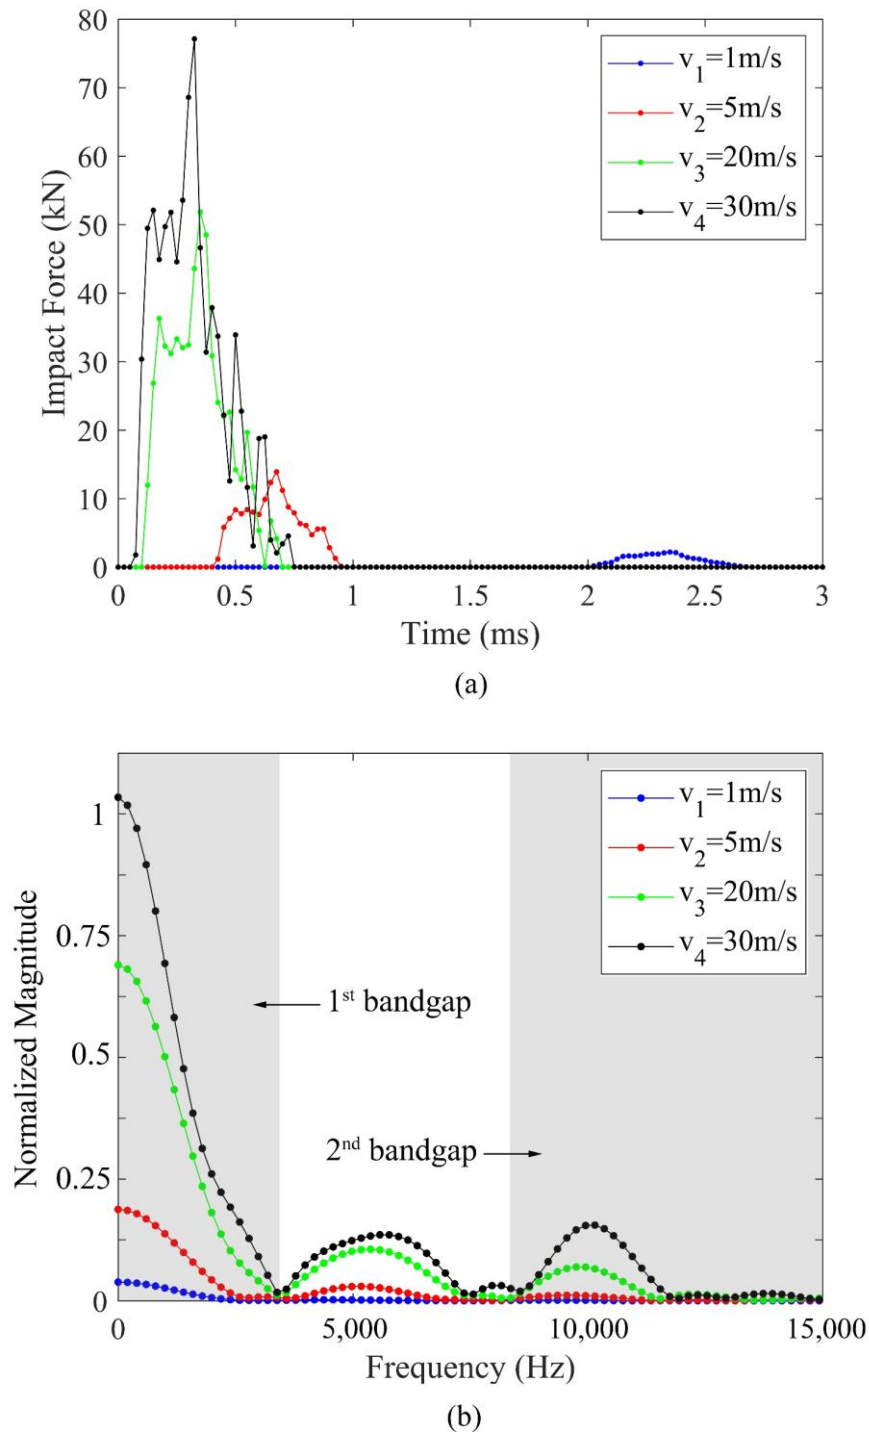 80
70
60
50
40
30
20
10
0
Impact Force (kN)
v1=1m/s
v2=5m/s
v3=20m/s
v4=30m/s
0 0.5 1 1.5 2 2.5 3
Time (ms)
(a)
1
0.75
0.5
0.25
0
Normalized Magnitude
v1=1m/s
v2=5m/s
v3=20m/s
v4=30m/s
1st bandgap
2nd bandgap
0 5,000 10,000 15,000
Frequency (Hz)
(b)